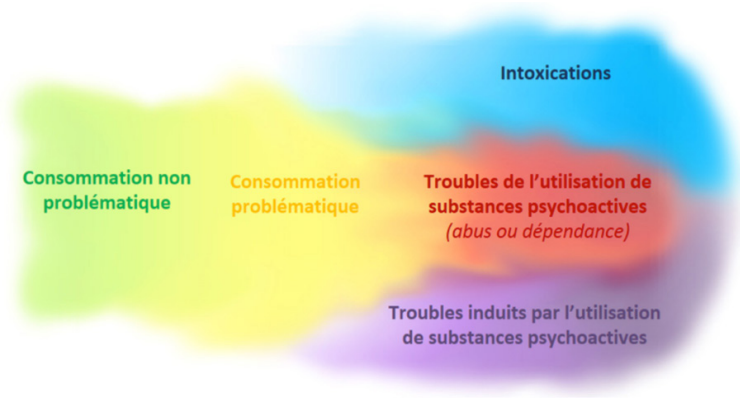 Intoxications
Consommation non
problématique
Consommation
problématique
Troubles de l’utilisation de
substances psychoactives
(abus ou dépendance)
Troubles induits par l’utilisation
de substances psychoactives